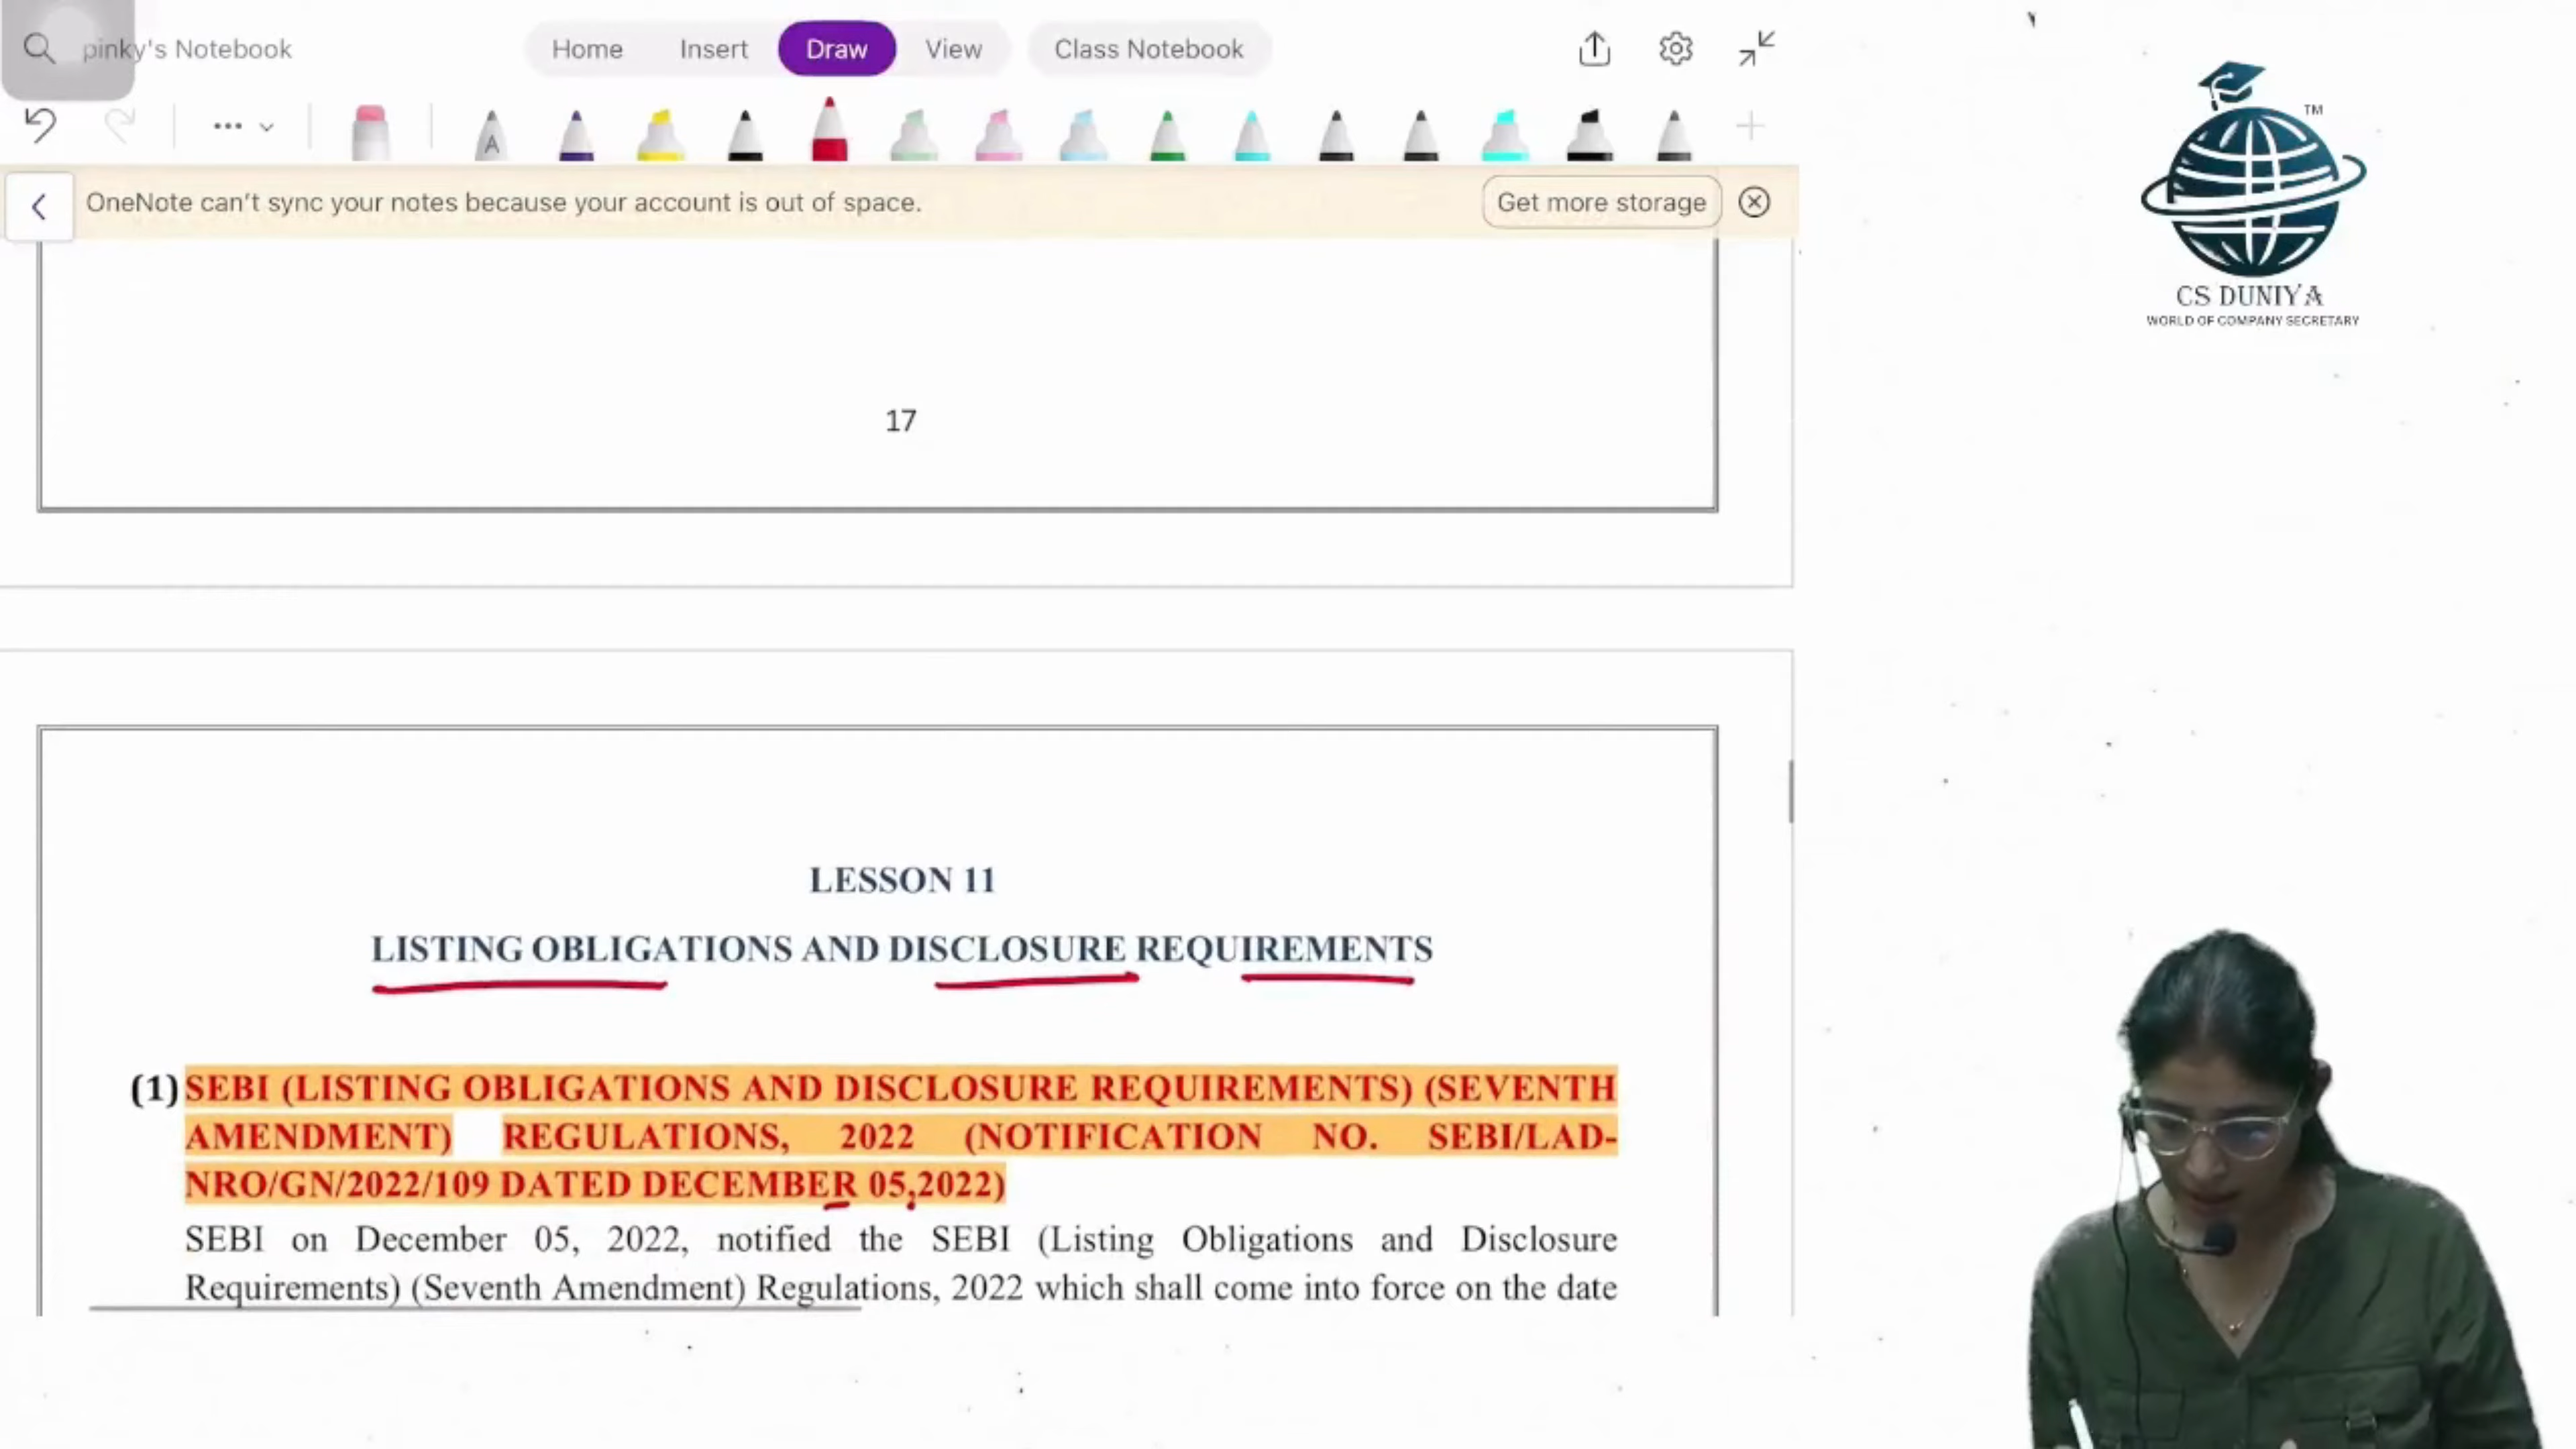 pinky's Notebook
Home Insert Draw View Class Notebook
A
OneNote can't sync your notes because your account is out of space.
Get more storage
TM
CS DUNIYA
WORLD OF COMPANY SECRETARY
17
LESSON 11
LISTING OBLIGATIONS AND DISCLOSURE REQUIREMENTS
(1) SEBI (LISTING OBLIGATIONS AND DISCLOSURE REQUIREMENTS) (SEVENTH
AMENDMENT) REGULATIONS, 2022 (NOTIFICATION NO. SEBI/LAD-
NRO/GN/2022/109 DATED DECEMBER 05,2022)
SEBI on December 05, 2022, notified the SEBI (Listing Obligations and Disclosure
Requirements) (Seventh Amendment) Regulations, 2022 which shall come into force on the date